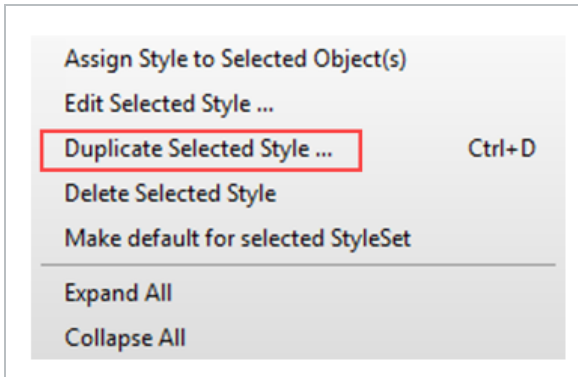 Assign Style to Selected Object(s)
Edit Selected Style ...
Duplicate Selected Style ... Ctrl+D
Delete Selected Style
Make default for selected StyleSet
Expand All
Collapse All